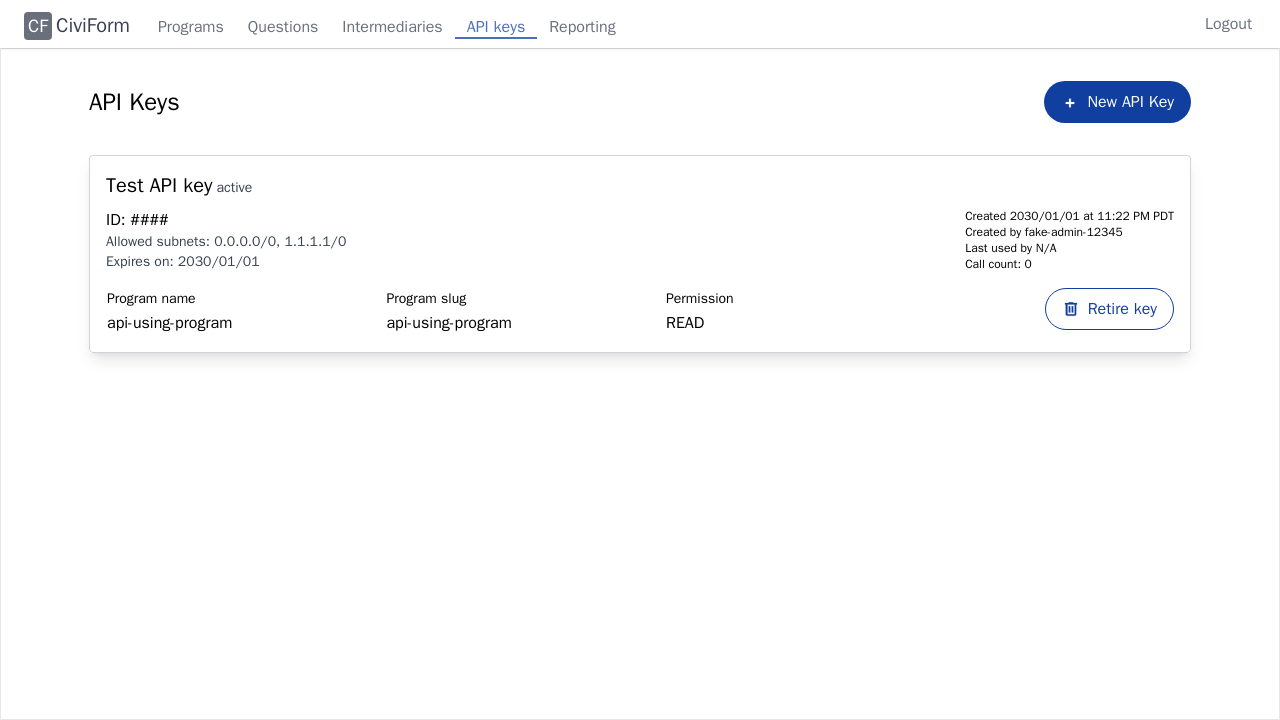 CF CiviForm Programs Questions Intermediaries API keys Reporting Logout
API Keys
+ New API Key
Test API key active
ID: ####
Allowed subnets: 0.0.0.0/0, 1.1.1.1/0
Expires on: 2030/01/01
Created 2030/01/01 at 11:22 PM PDT
Created by fake-admin-12345
Last used by N/A
Call count: 0
Program name Program slug Permission
api-using-program api-using-program READ
Retire key